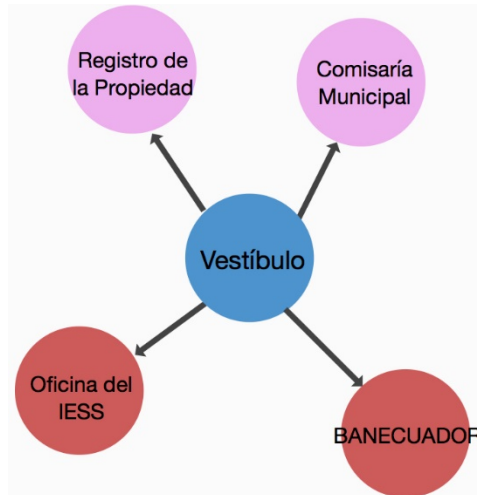 Registro de
la Propiedad
Comisaría
Municipal
Vestíbulo
Oficina del
IESS
BANECUADOR